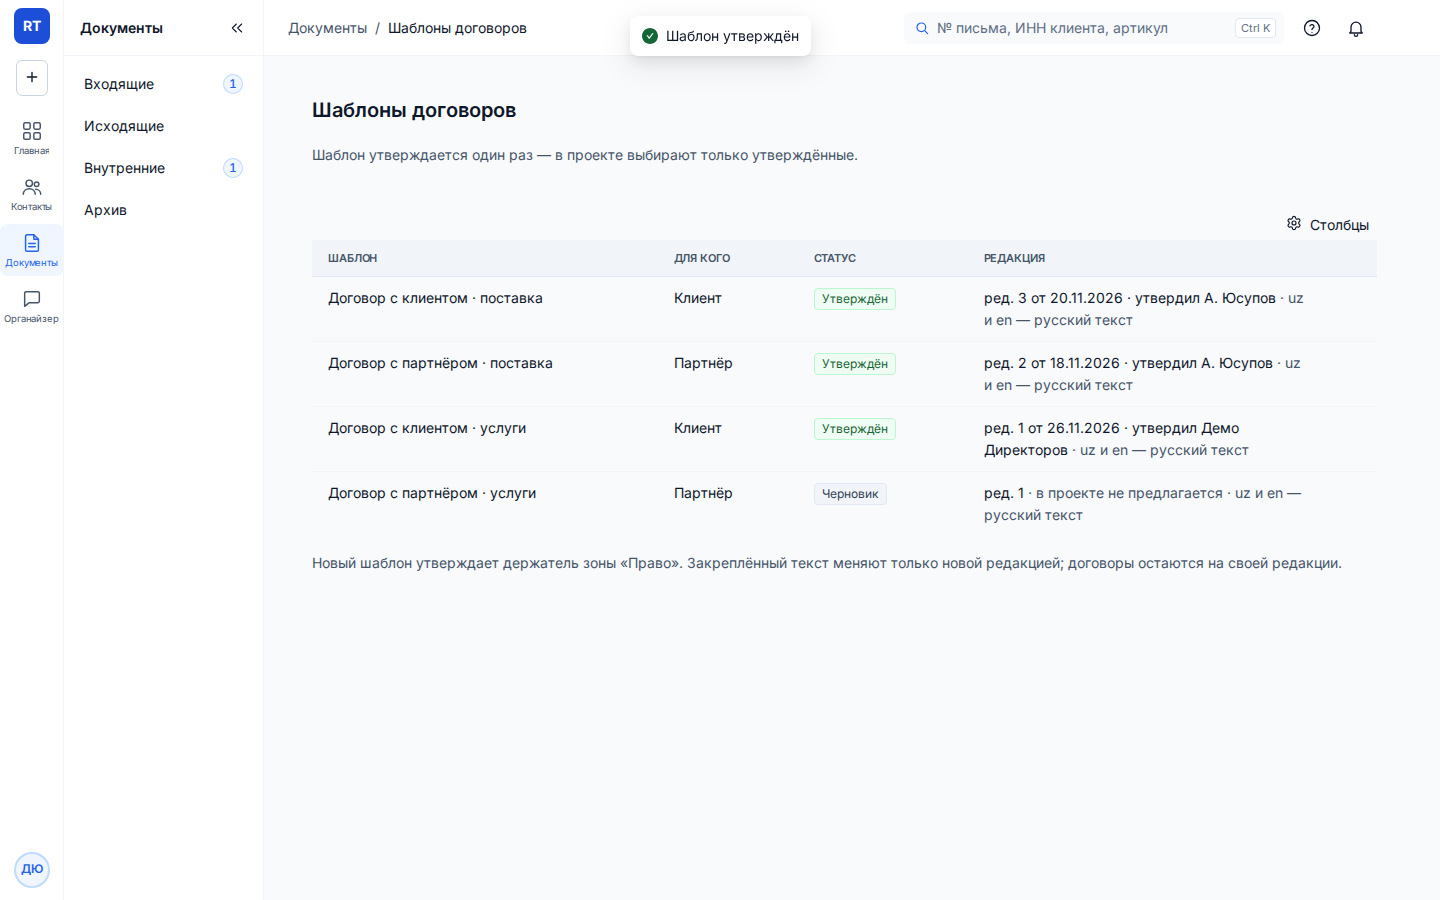 RT
Главная
Контакты
Документы
Органайзер
ДЮ
Документы
Входящие 1
Исходящие
Внутренние 1
Архив
Документы / Шаблоны договоров
Шаблон утверждён
№ письма, ИНН клиента, артикул Ctrl K
Шаблоны договоров
Шаблон утверждается один раз — в проекте выбирают только утверждённые.
Столбцы
ШАБЛОН ДЛЯ КОГО СТАТУС РЕДАКЦИЯ
Договор с клиентом · поставка Клиент Утверждён ред. 3 от 20.11.2026 · утвердил А. Юсупов · uz
и en — русский текст
Договор с партнёром · поставка Партнёр Утверждён ред. 2 от 18.11.2026 · утвердил А. Юсупов · uz
и en — русский текст
Договор с клиентом · услуги Клиент Утверждён ред. 1 от 26.11.2026 · утвердил Демо
Директоров · uz и en — русский текст
Договор с партнёром · услуги Партнёр Черновик ред. 1 · в проекте не предлагается · uz и en —
русский текст
Новый шаблон утверждает держатель зоны «Право». Закреплённый текст меняют только новой редакцией; договоры остаются на своей редакции.